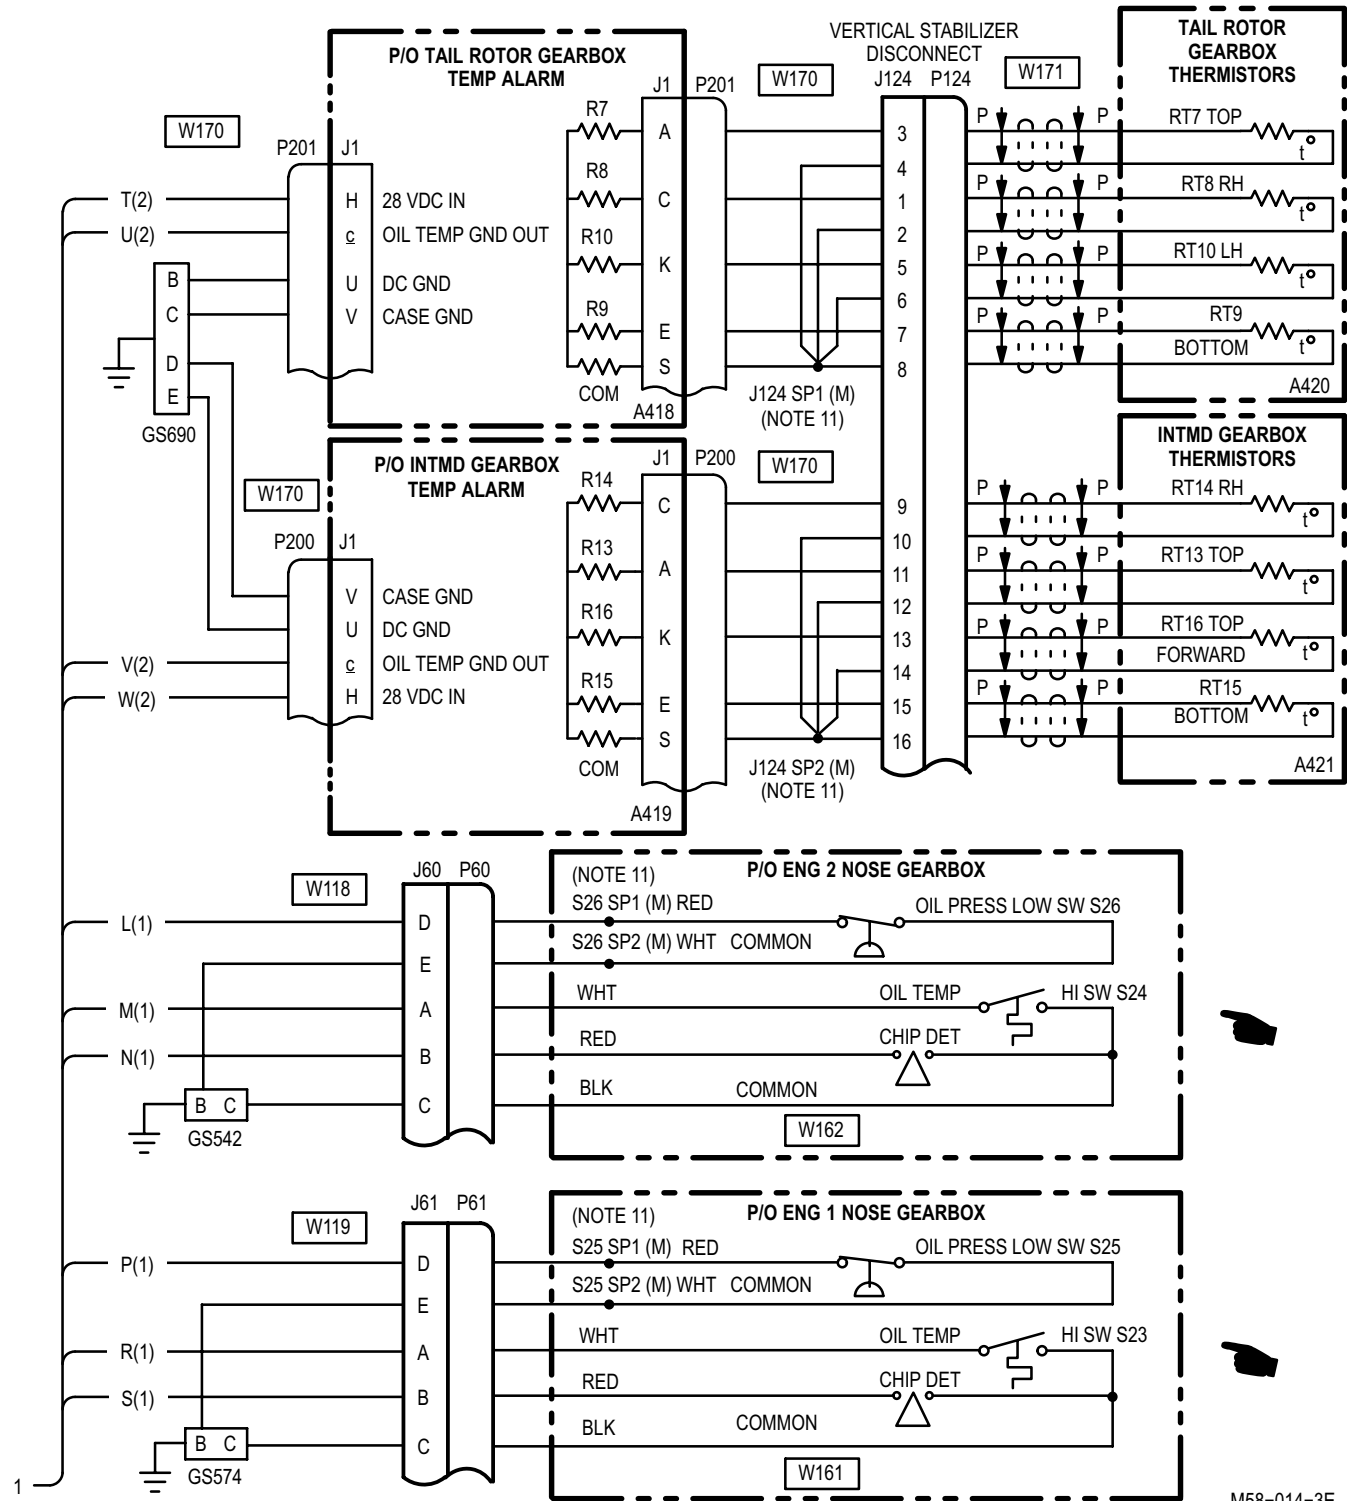 P/O TAIL ROTOR GEARBOX
TEMP ALARM
VERTICAL STABILIZER
DISCONNECT
TAIL ROTOR
GEARBOX
THERMISTORS
W170
P201 J1
J1 P201
W170
J124 P124
W171
T(2)
U(2)
H 28 VDC IN
c OIL TEMP GND OUT
U DC GND
V CASE GND
B
C
D
E
GS690
R7 A
R8 C
R10 K
R9 E
COM S
A418
3
4
1
2
5
6
7
8
J124 SP1 (M)
(NOTE 11)
P P RT7 TOP t°
P P RT8 RH t°
P P RT10 LH t°
P P RT9 t°
BOTTOM
A420
P/O INTMD GEARBOX
TEMP ALARM
INTMD GEARBOX
THERMISTORS
W170
P200 J1
J1 P200
W170
V CASE GND
U DC GND
c OIL TEMP GND OUT
H 28 VDC IN
V(2)
W(2)
R14 C
R13 A
R16 K
R15 E
COM S
A419
9
10
11
12
13
14
15
16
J124 SP2 (M)
(NOTE 11)
P P RT14 RH t°
P P RT13 TOP t°
P P RT16 TOP t°
FORWARD
P P RT15 t°
BOTTOM
A421
W118
J60 P60
P/O ENG 2 NOSE GEARBOX
(NOTE 11)
S26 SP1 (M) RED OIL PRESS LOW SW S26
S26 SP2 (M) WHT COMMON
WHT OIL TEMP HI SW S24
RED CHIP DET
BLK COMMON
W162
L(1) D
E
M(1) A
N(1) B
B C C
GS542
W119
J61 P61
P/O ENG 1 NOSE GEARBOX
(NOTE 11)
S25 SP1 (M) RED OIL PRESS LOW SW S25
S25 SP2 (M) WHT COMMON
WHT OIL TEMP HI SW S23
RED CHIP DET
BLK COMMON
W161
P(1) D
E
R(1) A
S(1) B
B C C
GS574
1
M58-014-3E